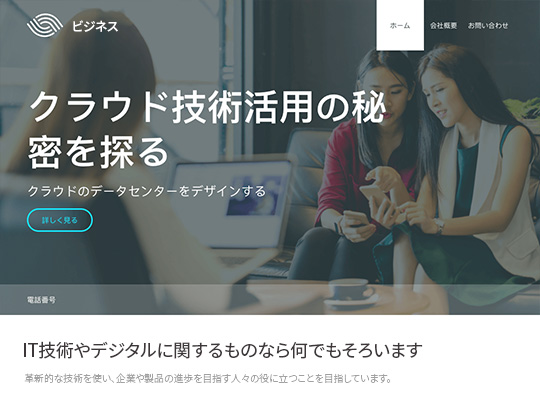 ビジネス
ホーム
会社概要
お問い合わせ
クラウド技術活用の秘
密を探る
クラウドのデータセンターをデザインする
詳しく見る
電話番号
IT技術やデジタルに関するものなら何でもそろいます
革新的な技術を使い、企業や製品の進歩を目指す人々の役に立つことを目指しています。